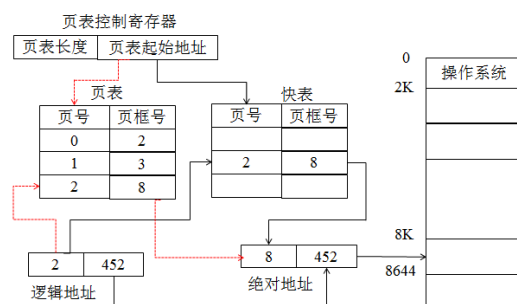 页表控制寄存器
页表长度 页表起始地址
页表
页号 页框号
0 2
1 3
2 8
快表
页号 页框号
2 8
2 452
逻辑地址
8 452
绝对地址
0
操作系统
2K
8K
8644